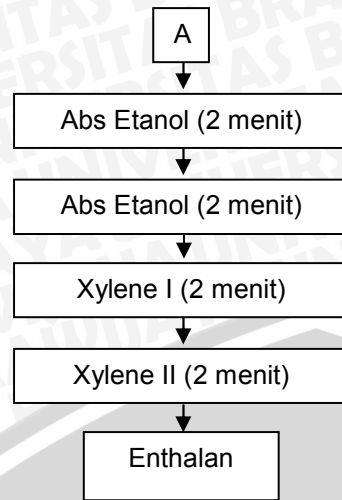 A
Abs Etanol (2 menit)
Abs Etanol (2 menit)
Xylene I (2 menit)
Xylene II (2 menit)
Enthalan